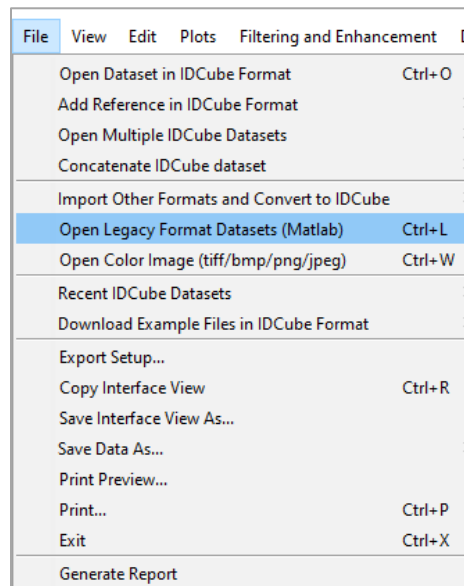 File View Edit Plots Filtering and Enhancement
Open Dataset in IDCube Format Ctrl+O
Add Reference in IDCube Format
Open Multiple IDCube Datasets
Concatenate IDCube dataset
Import Other Formats and Convert to IDCube
Open Legacy Format Datasets (Matlab) Ctrl+L
Open Color Image (tiff/bmp/png/jpeg) Ctrl+W
Recent IDCube Datasets
Download Example Files in IDCube Format
Export Setup...
Copy Interface View Ctrl+R
Save Interface View As...
Save Data As...
Print Preview...
Print... Ctrl+P
Exit Ctrl+X
Generate Report